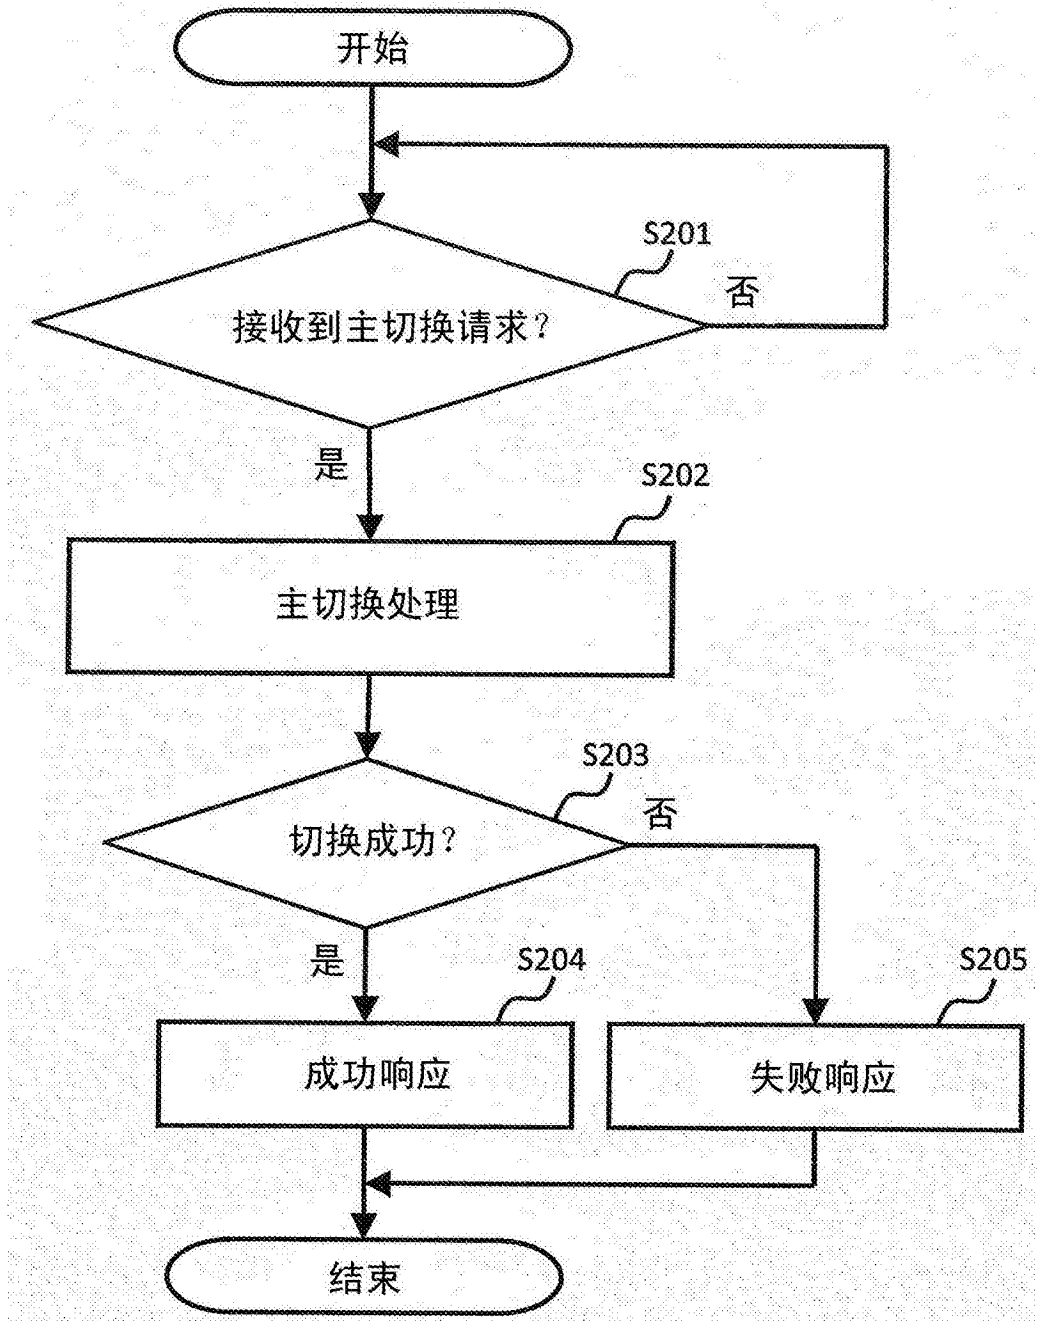 开始
S201
否
接收到主切换请求？
是
S202
主切换处理
S203
否
切换成功？
是
S204
S205
成功响应
失败响应
结束